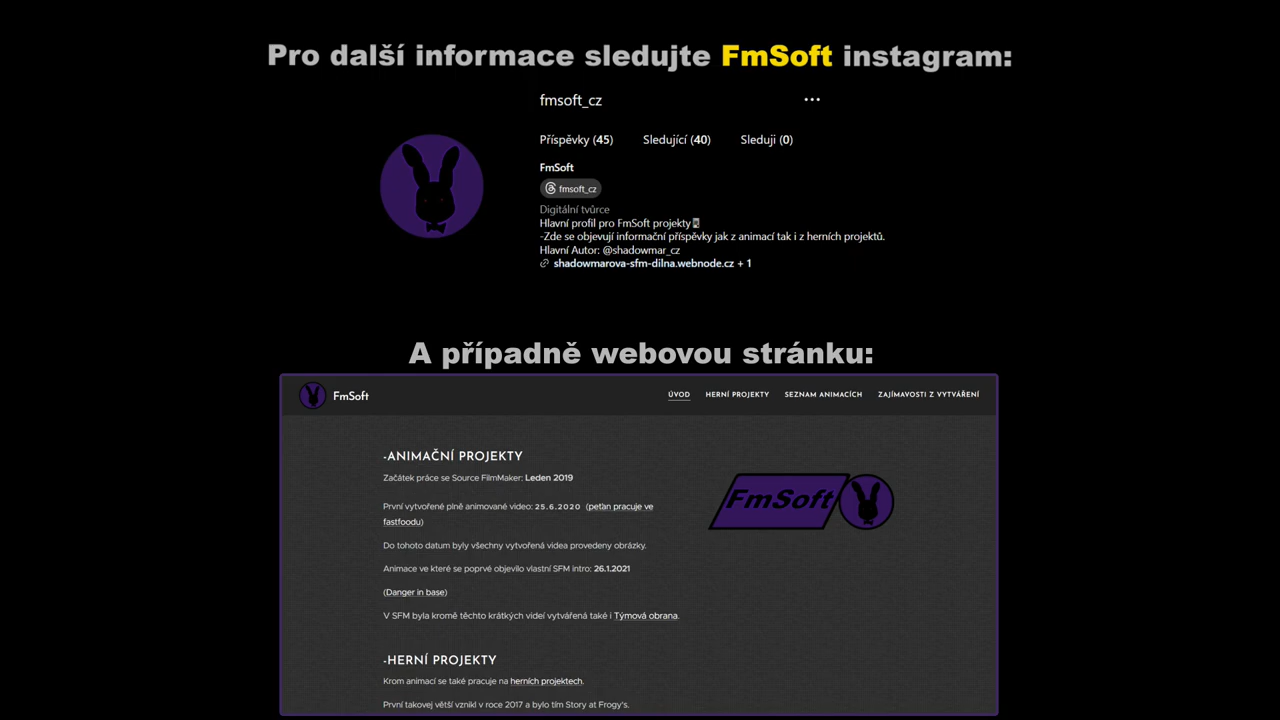 Pro další informace sledujte FmSoft instagram:
fmsoft_cz
Příspěvky (45) Sledující (40) Sleduji (0)
FmSoft
fmsoft_cz
Digitální tvůrce
Hlavní profil pro FmSoft projekty
-Zde se objevují informační příspěvky jak z animací tak i z herních projektů.
Hlavní Autor: @shadowmar_cz
shadowmarova-sfm-dilna.webnode.cz + 1
A případně webovou stránku:
FmSoft ÚVOD HERNÍ PROJEKTY SEZNAM ANIMACÍCH ZAJÍMAVOSTI Z VYTVÁŘENÍ
-ANIMAČNÍ PROJEKTY
Začátek práce se Source FilMaker: Leden 2019
FmSoft
První vytvořené plně animované video: 25.6.2020 (peťan pracuje ve
fastfoodu)
Do tohoto datum byly všechny vytvořená videa provedeny obrázky.
Animace ve které se poprvé objevilo vlastní SFM intro: 26.1.2021
(Danger in base)
V SFM byla kromě těchto krátkých videí vytvářená také i Týmová obrana.
-HERNÍ PROJEKTY
Krom animací se také pracuje na herních projektech.
První takovej větší vznikl v roce 2017 a bylo tím Story at Frogy's.